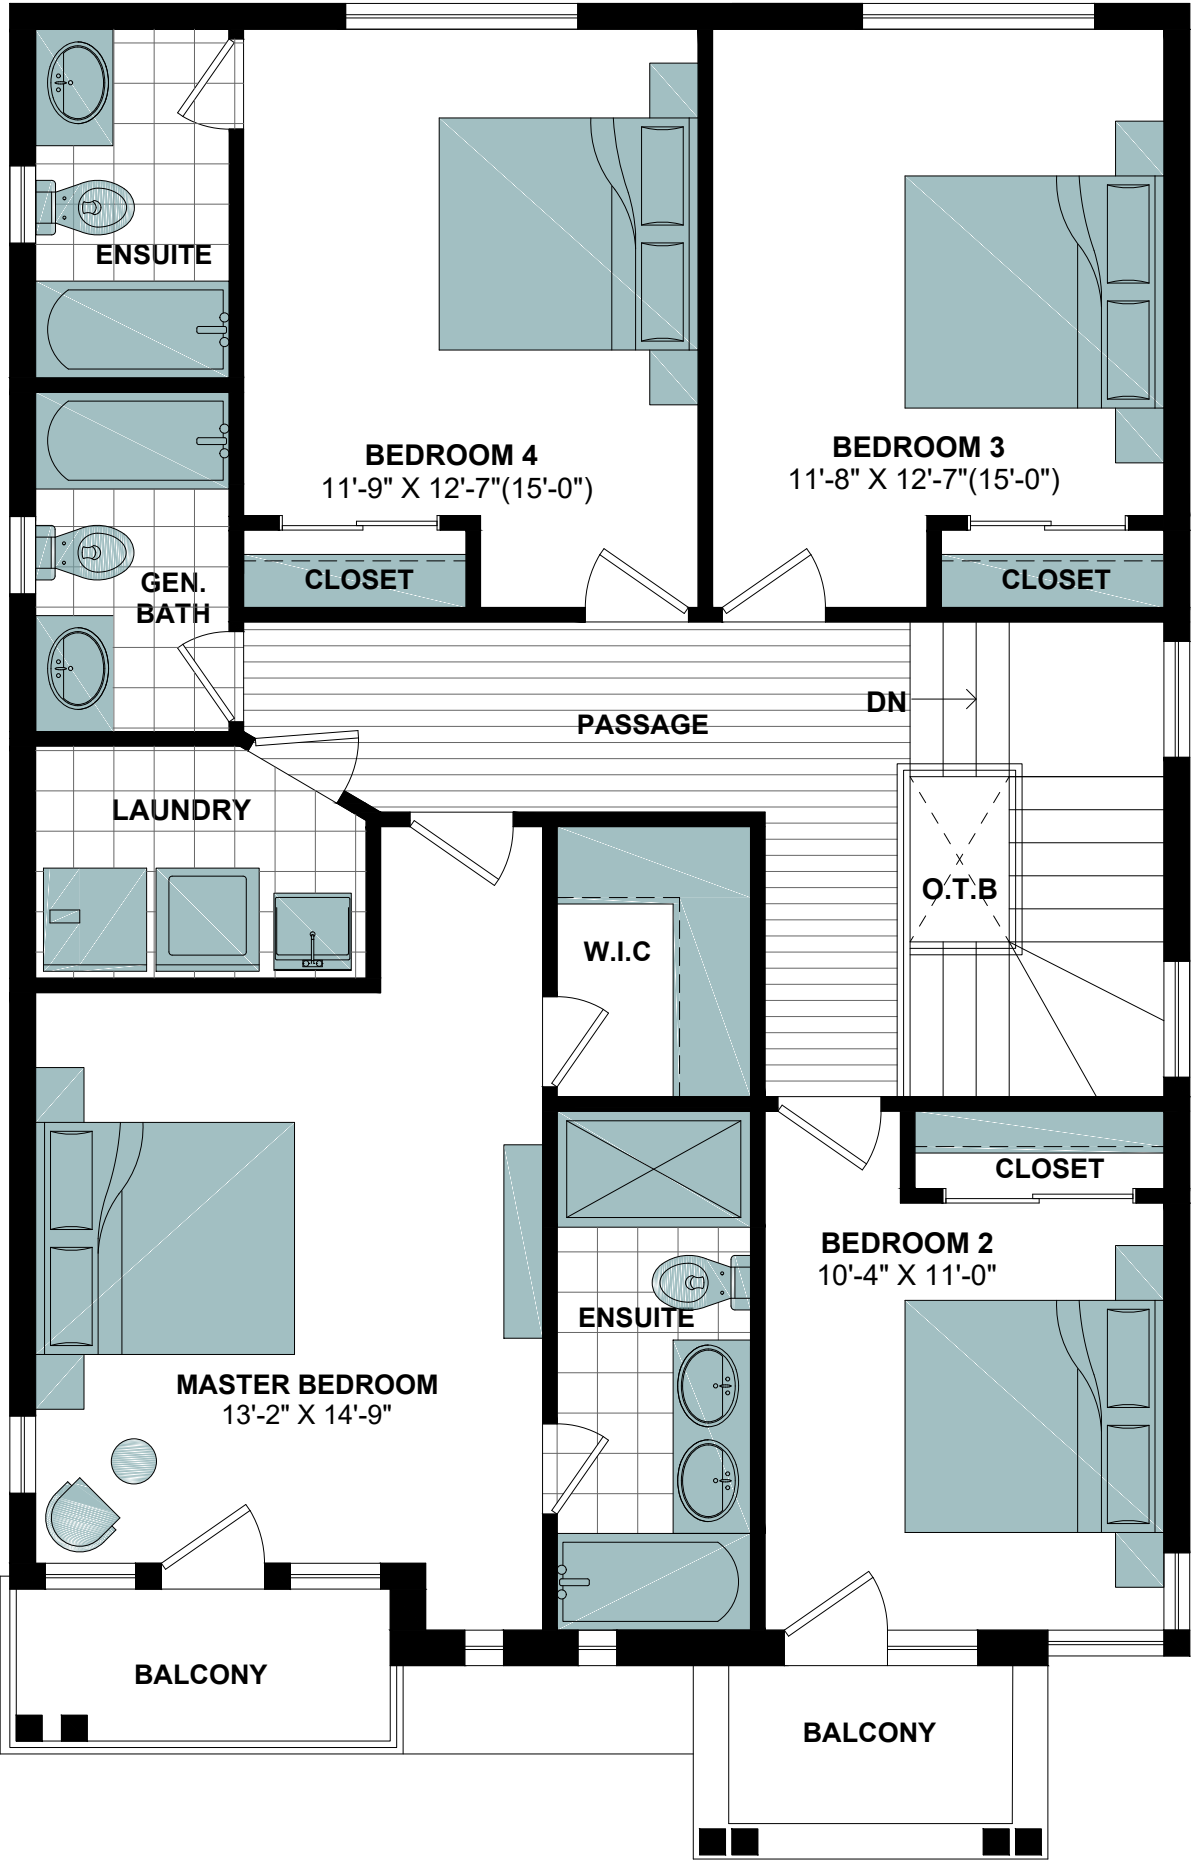 ENSUITE
BEDROOM 4
11'-9" X 12'-7"(15'-0")
BEDROOM 3
11'-8" X 12'-7"(15'-0")
CLOSET
CLOSET
GEN.
BATH
DN
PASSAGE
LAUNDRY
O.T.B
W.I.C
CLOSET
BEDROOM 2
10'-4" X 11'-0"
ENSUITE
MASTER BEDROOM
13'-2" X 14'-9"
BALCONY
BALCONY